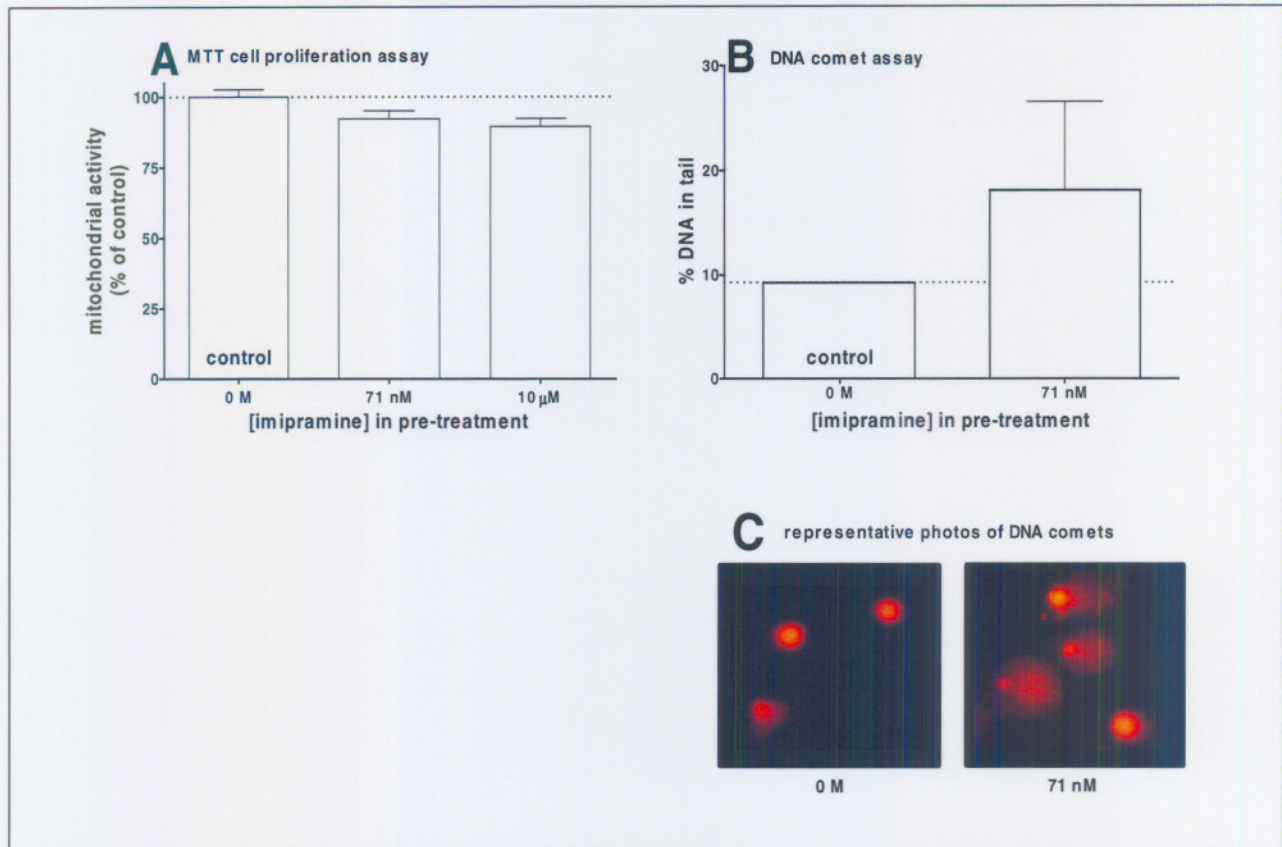 A MTT cell proliferation assay
100
75
50
25
0
mitochondrial activity
(% of control)
control
0 M 71 nM 10 μM
[imipramine] in pre-treatment
B DNA comet assay
30
20
10
0
% DNA in tail
control
0 M 71 nM
[imipramine] in pre-treatment
C representative photos of DNA comets
0 M 71 nM